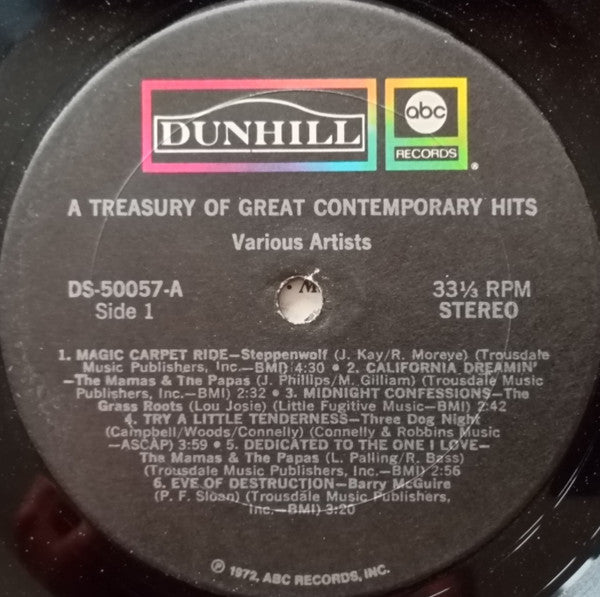 DUNHILL
abc
RECORDS
®
A TREASURY OF GREAT CONTEMPORARY HITS
Various Artists
DS-50057-A
Side 1
33⅓ RPM
STEREO
M
1. MAGIC CARPET RIDE—Steppenwolf (J. Kay/R. Moreye) (Trousdale
Music Publishers, Inc.—BMI) 4:30 • 2. CALIFORNIA DREAMIN'
—The Mamas & The Papas (J. Phillips/M. Gilliam) (Trousdale Music
Publishers, Inc.—BMI) 2:32 • 3. MIDNIGHT CONFESSIONS—The
Grass Roots (Lou Josie) (Little Fugitive Music—BMI) 2:42
4. TRY A LITTLE TENDERNESS—Three Dog Night
(Campbell/Woods/Connelly) (Connelly & Robbins Music
—ASCAP) 3:59 • 5. DEDICATED TO THE ONE I LOVE—
The Mamas & The Papas (L. Palling/R. Bass)
(Trousdale Music Publishers, Inc.—BMI) 2:56
6. EVE OF DESTRUCTION—Barry McGuire
(P. F. Sloan) (Trousdale Music Publishers,
Inc.—BMI) 3:20
℗ 1972, ABC RECORDS, INC.